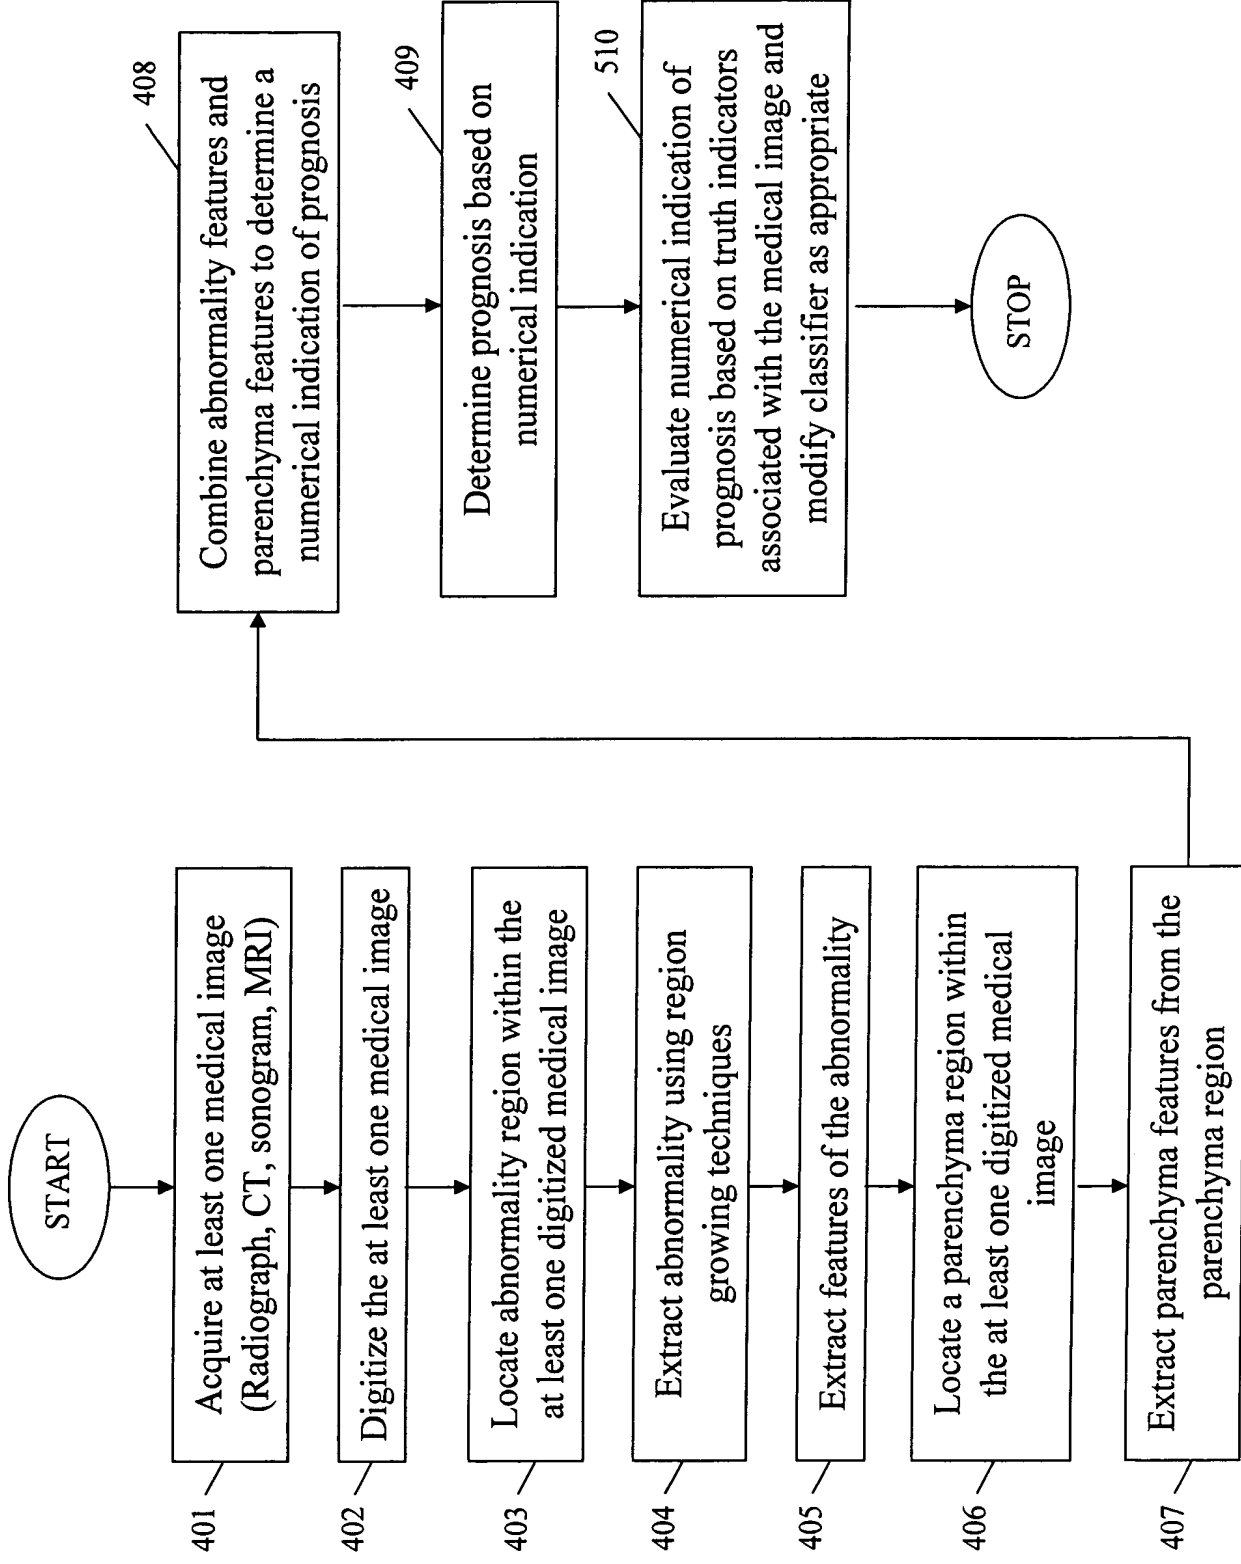 START
401
Acquire at least one medical image
(Radiograph, CT, sonogram, MRI)
402
Digitize the at least one medical image
403
Locate abnormality region within the
at least one digitized medical image
404
Extract abnormality using region
growing techniques
405
Extract features of the abnormality
406
Locate a parenchyma region within
the at least one digitized medical
image
407
Extract parenchyma features from the
parenchyma region
408
Combine abnormality features and
parenchyma features to determine a
numerical indication of prognosis
409
Determine prognosis based on
numerical indication
510
Evaluate numerical indication of
prognosis based on truth indicators
associated with the medical image and
modify classifier as appropriate
STOP